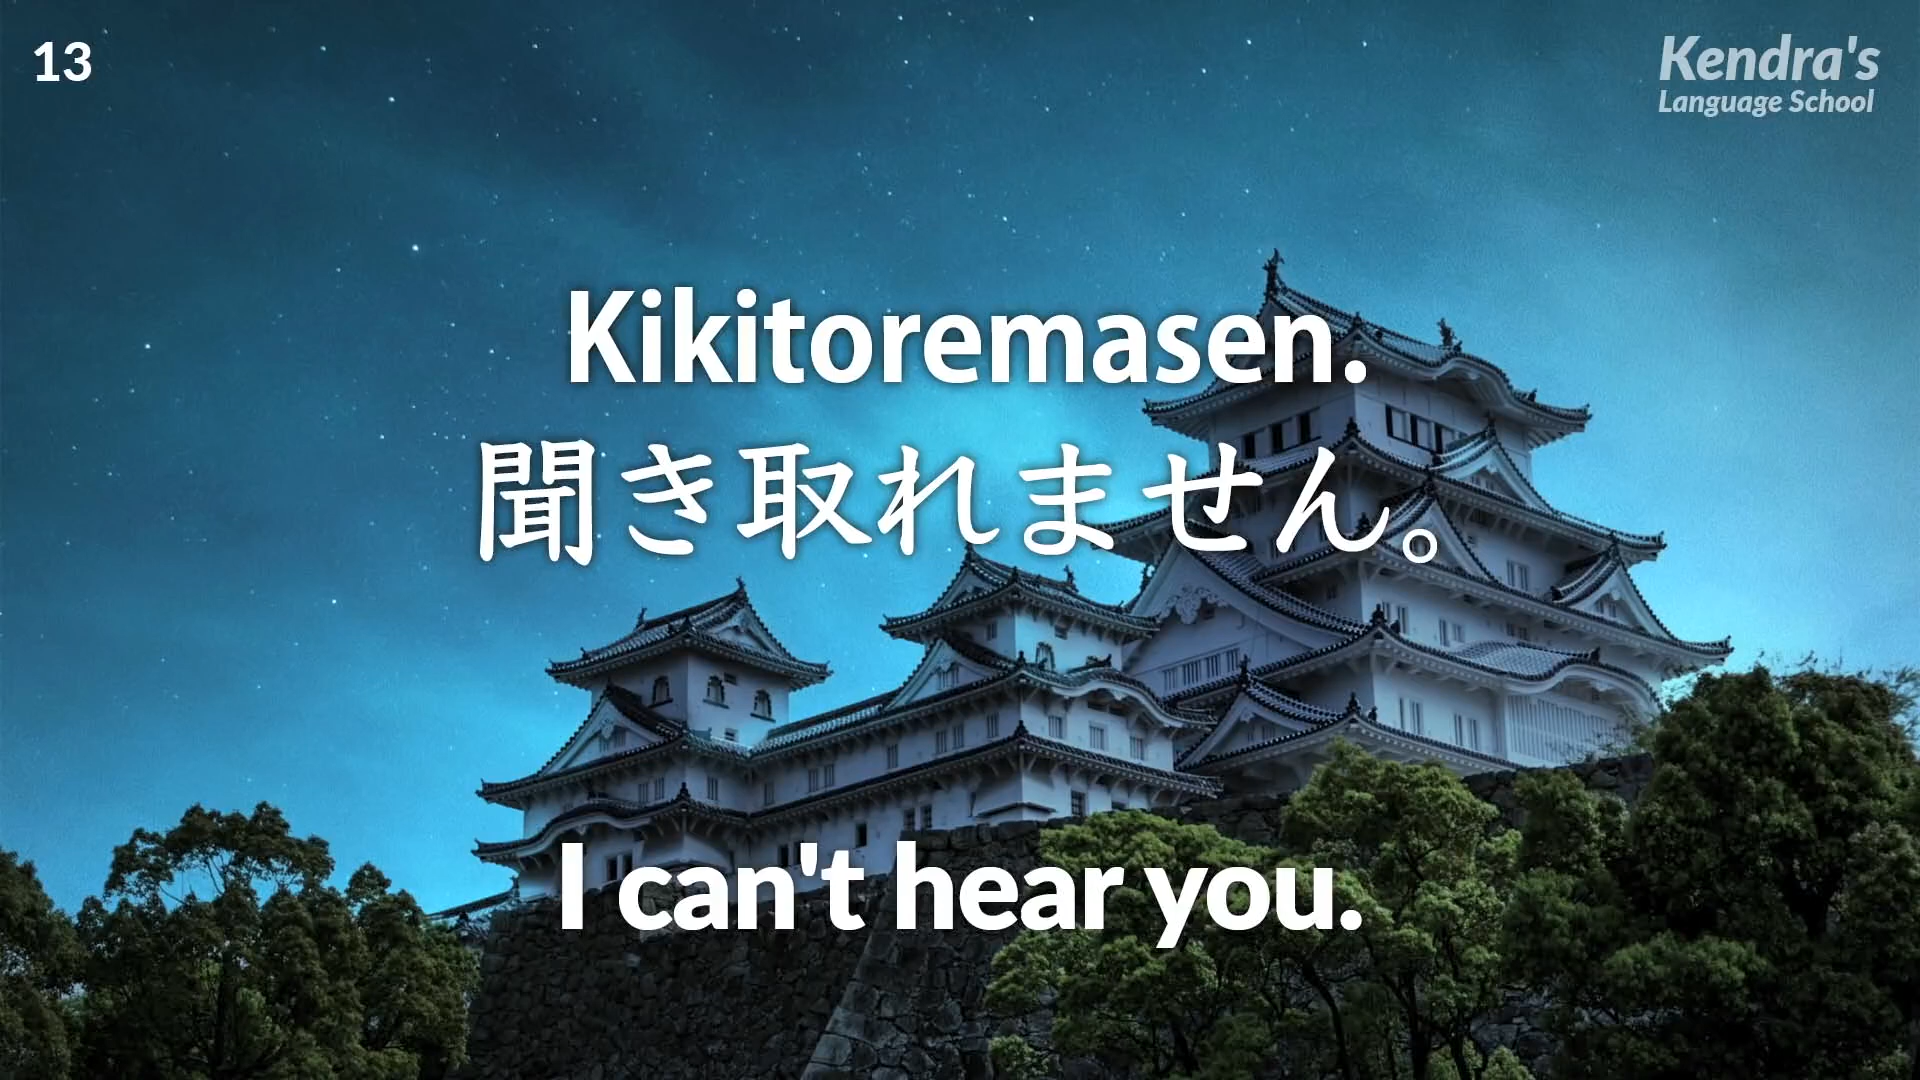 13
Kendra's
Language School
Kikitoremasen.
聞き取れません。
I can't hear you.